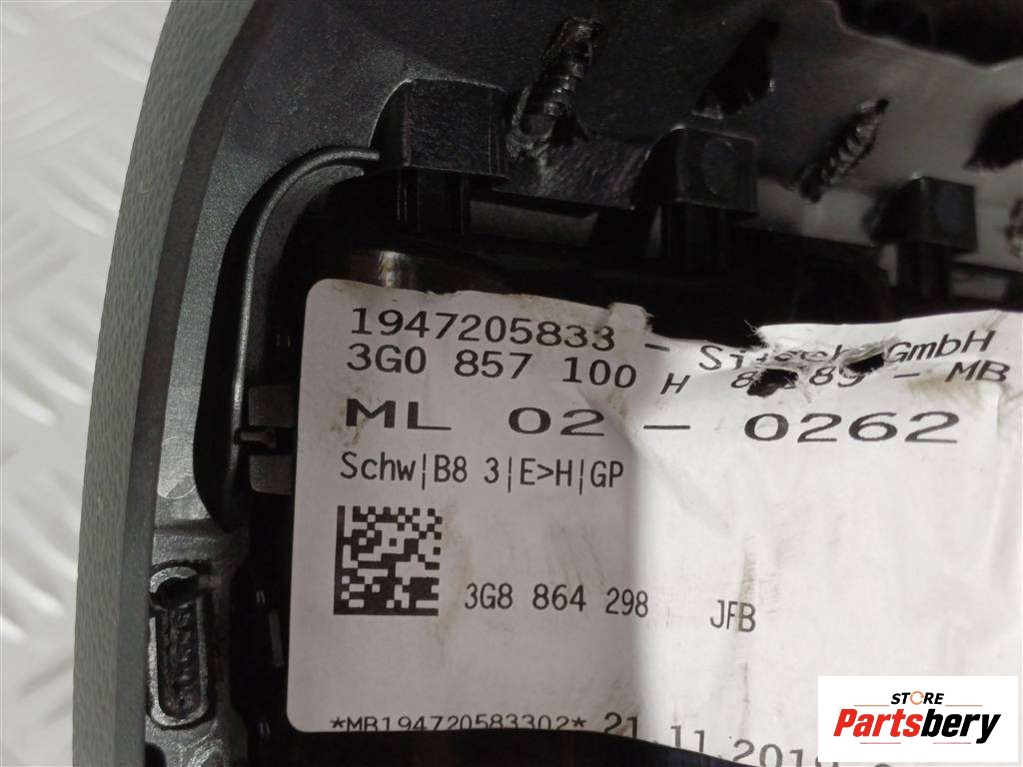 1947205833 - GmbH
3G0 857 100 H - MB
ML 02 - 0262
Schw|B8 3|E>H|GP
3G8 864 298 JFB
*MB194720583302* 21.11.2019
STORE
Partsbery